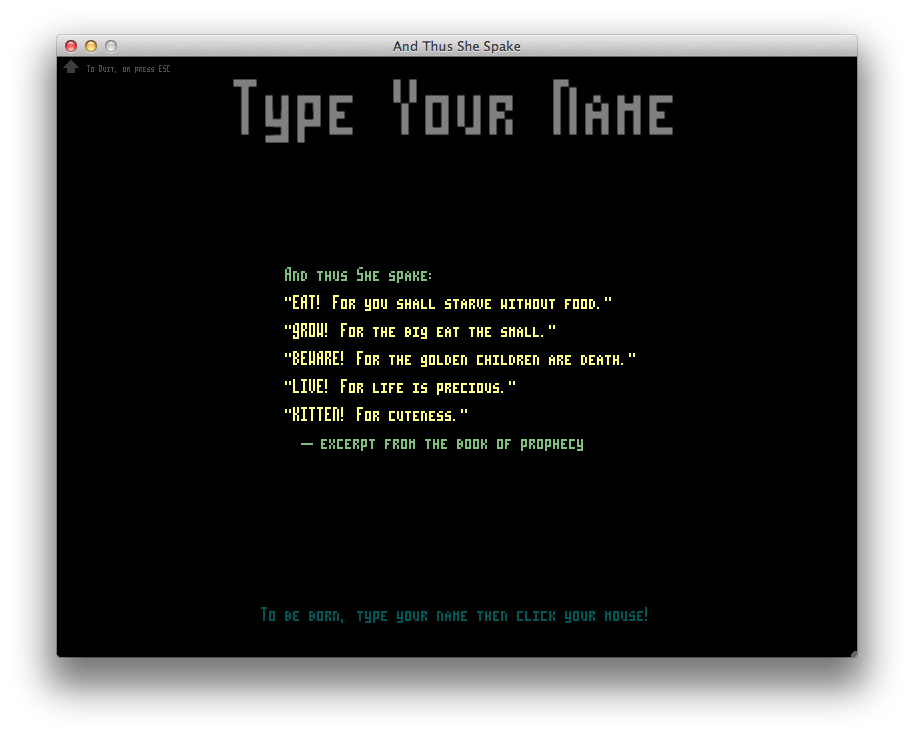 And Thus She Spake
To Quit, or press ESC
Type Your Name
And thus She spake:
"EAT! For you shall starve without food."
"GROW! For the big eat the small."
"BEWARE! For the golden children are death."
"LIVE! For life is precious."
"KITTEN! For cuteness."
— excerpt from the book of prophecy
To be born, type your name then click your mouse!